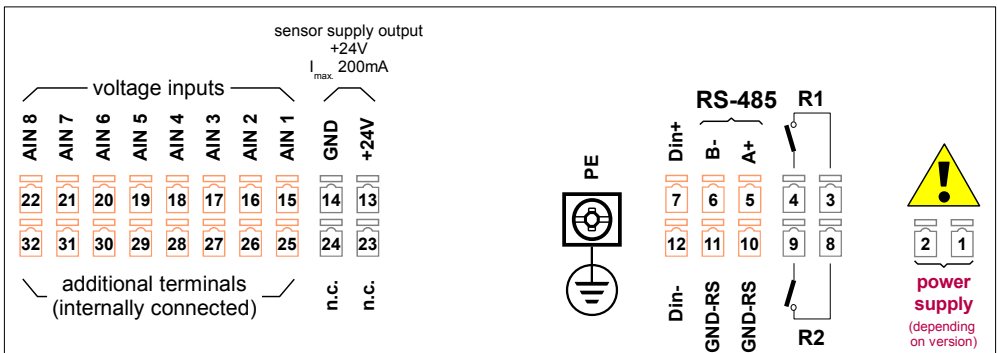 sensor supply output
+24V
Imax. 200mA
voltage inputs
AIN 8
AIN 7
AIN 6
AIN 5
AIN 4
AIN 3
AIN 2
AIN 1
GND
+24V
22 21 20 19 18 17 16 15 14 13
32 31 30 29 28 27 26 25 24 23
additional terminals
(internally connected)
n.c.
n.c.
PE
RS-485
R1
Din+
B-
A+
7 6 5 4 3
12 11 10 9 8
Din-
GND-RS
GND-RS
R2
!
2 1
power
supply
(depending
on version)